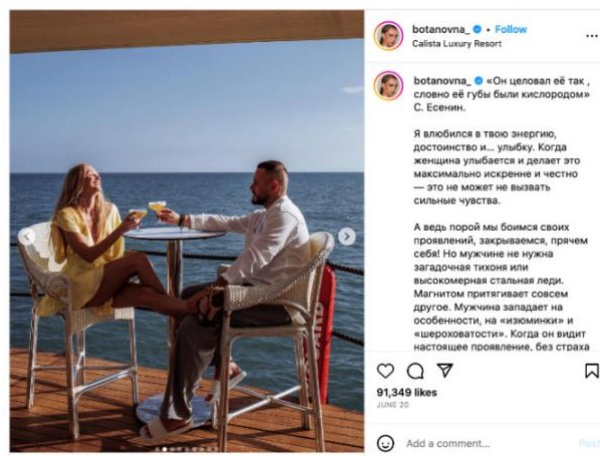 botanovna_ • Follow
Calista Luxury Resort
botanovna_ «Он целовал её так ,
словно её губы были кислородом»
С. Есенин.
Я влюбился в твою энергию,
достоинство и... улыбку. Когда
женщина улыбается и делает это
максимально искренне и честно
— это не может не вызвать
сильные чувства.
А ведь порой мы боимся своих
проявлений, закрываемся, прячем
себя! Но мужчине не нужна
загадочная тихоня или
высокомерная стальная леди.
Магнитом притягивает совсем
другое. Мужчина западает на
особенности, на «изюминки» и
«шероховатости». Когда он видит
настоящее проявление, без страха
91,349 likes
JUNE 20
Add a comment...
Post